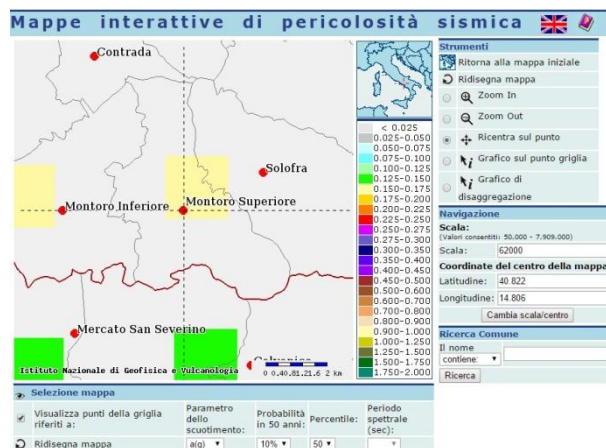 Mappe interattive di pericolosità sismica
Contrada
Solofra
Montoro Inferiore
Montoro Superiore
Mercato San Severino
Istituto Nazionale di Geofisica e Vulcanologia
0 0.40.81.21.6 2 km
< 0.025
0.025-0.050
0.050-0.075
0.075-0.100
0.100-0.125
0.125-0.150
0.150-0.175
0.175-0.200
0.200-0.225
0.225-0.250
0.250-0.275
0.275-0.300
0.300-0.350
0.350-0.400
0.400-0.450
0.450-0.500
0.500-0.600
0.600-0.700
0.700-0.800
0.800-0.900
0.900-1.000
1.000-1.250
1.250-1.500
1.500-1.750
1.750-2.000
Strumenti
Ritorna alla mappa iniziale
Ridisegna mappa
Zoom In
Zoom Out
Ricentra sul punto
Grafico sul punto griglia
Grafico di
disaggregazione
Navigazione
Scala:
(Valori consentiti: 50.000 - 7.909.000)
Scala: 62000
Coordinate del centro della mappa
Latitudine: 40.822
Longitudine: 14.806
Cambia scala/centro
Ricerca Comune
Il nome
contiene:
Ricerca
Selezione mappa
Visualizza punti della griglia
riferiti a:
Parametro
dello
scuotimento:
Probabilità
in 50 anni:
Percentile:
Periodo
spettrale
(sec):
Ridisegna mappa
a(g) 10% 50